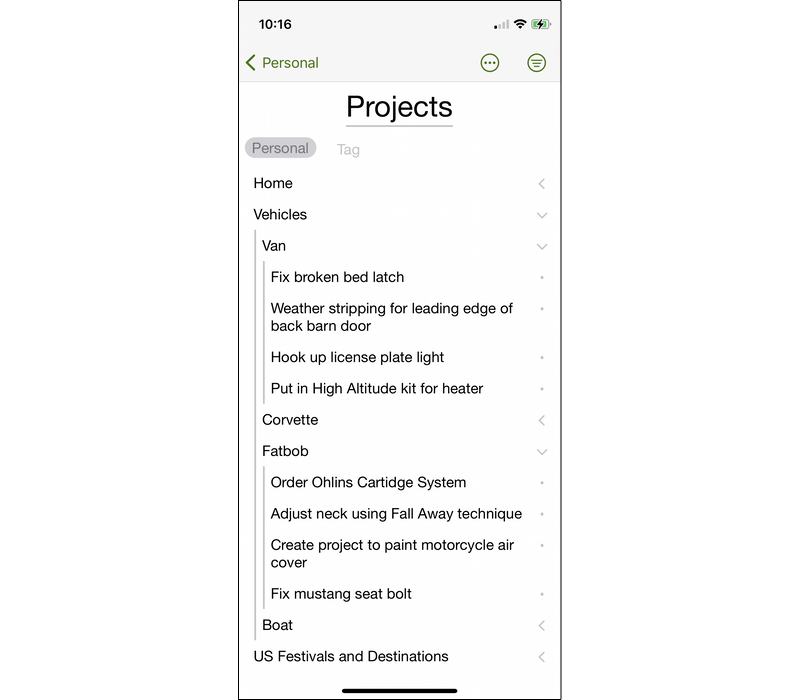 10:16
Personal
Projects
Personal Tag
Home
Vehicles
Van
Fix broken bed latch
Weather stripping for leading edge of
back barn door
Hook up license plate light
Put in High Altitude kit for heater
Corvette
Fatbob
Order Ohlins Cartidge System
Adjust neck using Fall Away technique
Create project to paint motorcycle air
cover
Fix mustang seat bolt
Boat
US Festivals and Destinations